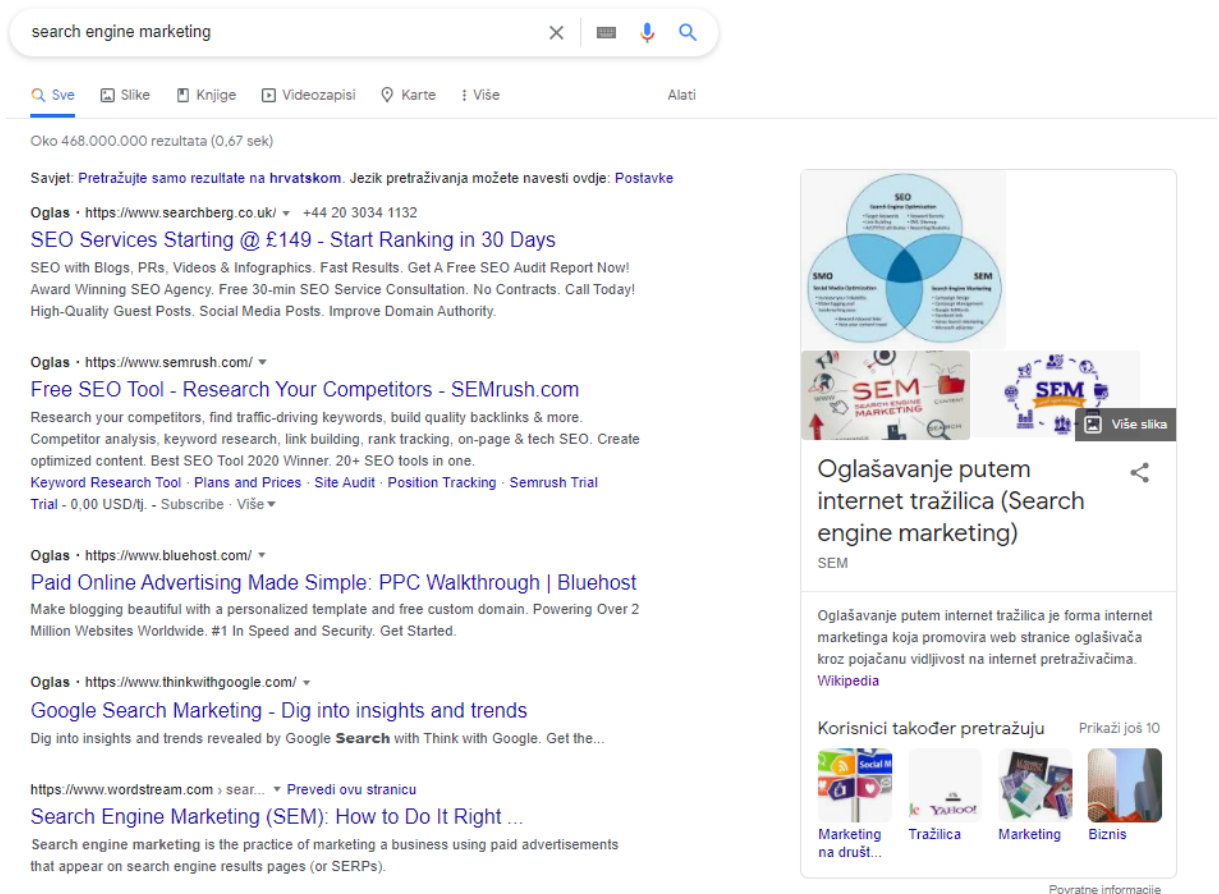 search engine marketing
Sve Slike Knjige Videozapisi Karte Više Alati
Oko 468.000.000 rezultata (0,67 sek)
Savjet: Pretražujte samo rezultate na hrvatskom. Jezik pretraživanja možete navesti ovdje: Postavke
Oglas · https://www.searchberg.co.uk/ +44 20 3034 1132
SEO Services Starting @ £149 - Start Ranking in 30 Days
SEO with Blogs, PRs, Videos & Infographics. Fast Results. Get A Free SEO Audit Report Now!
Award Winning SEO Agency. Free 30-min SEO Service Consultation. No Contracts. Call Today!
High-Quality Guest Posts. Social Media Posts. Improve Domain Authority.
Oglas · https://www.semrush.com/
Free SEO Tool - Research Your Competitors - SEMrush.com
Research your competitors, find traffic-driving keywords, build quality backlinks & more.
Competitor analysis, keyword research, link building, rank tracking, on-page & tech SEO. Create
optimized content. Best SEO Tool 2020 Winner. 20+ SEO tools in one.
Keyword Research Tool · Plans and Prices · Site Audit · Position Tracking · Semrush Trial
Trial - 0,00 USD/tj. - Subscribe · Više
Oglas · https://www.bluehost.com/
Paid Online Advertising Made Simple: PPC Walkthrough | Bluehost
Make blogging beautiful with a personalized template and free custom domain. Powering Over 2
Million Websites Worldwide. #1 In Speed and Security. Get Started.
Oglas · https://www.thinkwithgoogle.com/
Google Search Marketing - Dig into insights and trends
Dig into insights and trends revealed by Google Search with Think with Google. Get the...
https://www.wordstream.com › sear... Prevedi ovu stranicu
Search Engine Marketing (SEM): How to Do It Right ...
Search engine marketing is the practice of marketing a business using paid advertisements
that appear on search engine results pages (or SERPs).
SEO
Search Engine Optimization
SMO
Social Media Optimization
SEM
Search Engine Marketing
WWW
SEM
SEARCH ENGINE
MARKETING
CONTENT
SEARCH
SEM
Više slika
Oglašavanje putem
internet tražilica (Search
engine marketing)
SEM
Oglašavanje putem internet tražilica je forma internet
marketinga koja promovira web stranice oglašivača
kroz pojačanu vidljivost na internet pretraživačima.
Wikipedia
Korisnici također pretražuju Prikaži još 10
Social M
YAHOO!
Marketing
na društ...
Tražilica
Marketing
Biznis
Povratne informacije